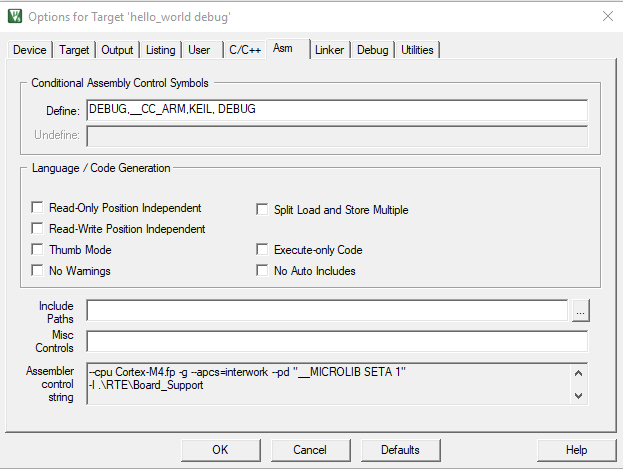 Options for Target 'hello_world debug'
Device Target Output Listing User C/C++ Asm Linker Debug Utilities
Conditional Assembly Control Symbols
Define: DEBUG,__CC_ARM,KEIL, DEBUG
Undefine:
Language / Code Generation
Read-Only Position Independent Split Load and Store Multiple
Read-Write Position Independent
Thumb Mode Execute-only Code
No Warnings No Auto Includes
Include Paths ...
Misc Controls
Assembler control string
--cpu Cortex-M4.fp -g --apcs=interwork --pd "__MICROLIB SETA 1"
-I .\RTE\Board_Support
OK Cancel Defaults Help